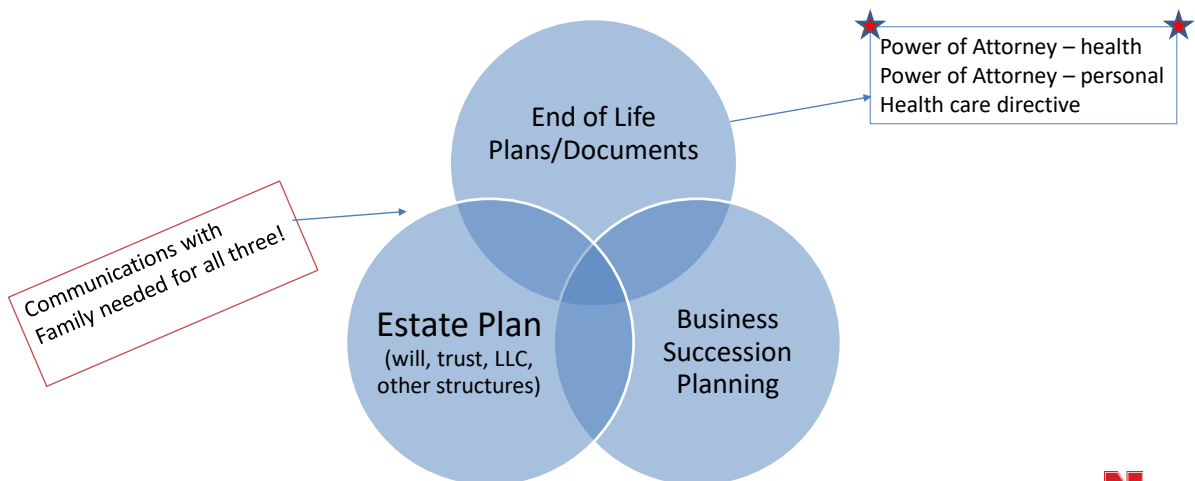 Power of Attorney – health
Power of Attorney – personal
Health care directive
End of Life
Plans/Documents
Communications with
Family needed for all three!
Estate Plan
(will, trust, LLC,
other structures)
Business
Succession
Planning
N